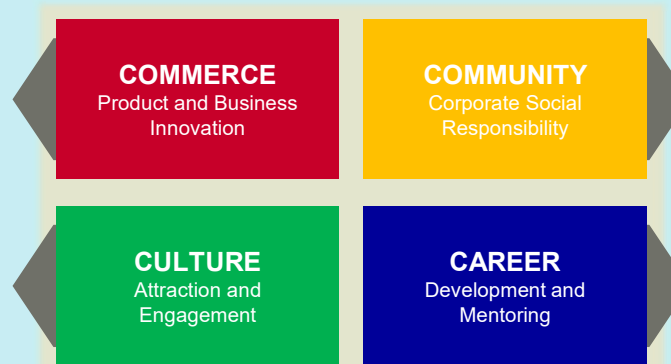 COMMERCE
Product and Business
Innovation
COMMUNITY
Corporate Social
Responsibility
CULTURE
Attraction and
Engagement
CAREER
Development and
Mentoring